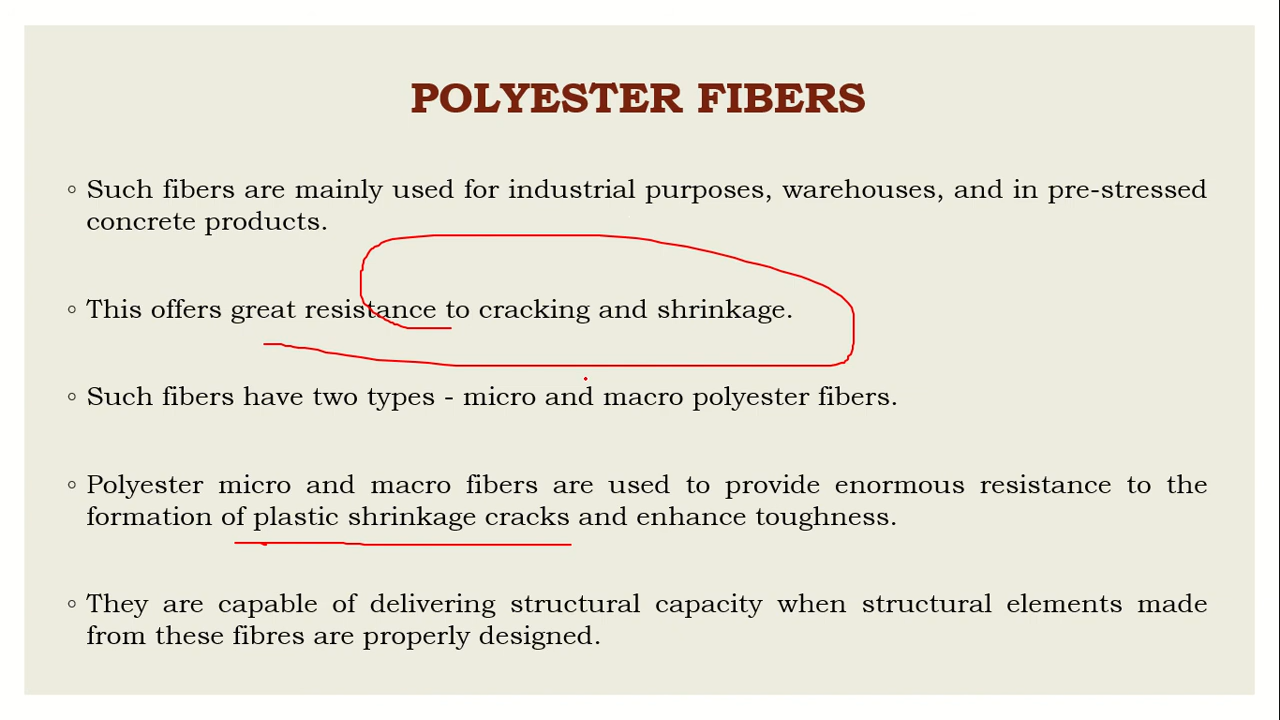 POLYESTER FIBERS
◦ Such fibers are mainly used for industrial purposes, warehouses, and in pre-stressed
concrete products.
◦ This offers great resistance to cracking and shrinkage.
◦ Such fibers have two types - micro and macro polyester fibers.
◦ Polyester micro and macro fibers are used to provide enormous resistance to the
formation of plastic shrinkage cracks and enhance toughness.
◦ They are capable of delivering structural capacity when structural elements made
from these fibres are properly designed.